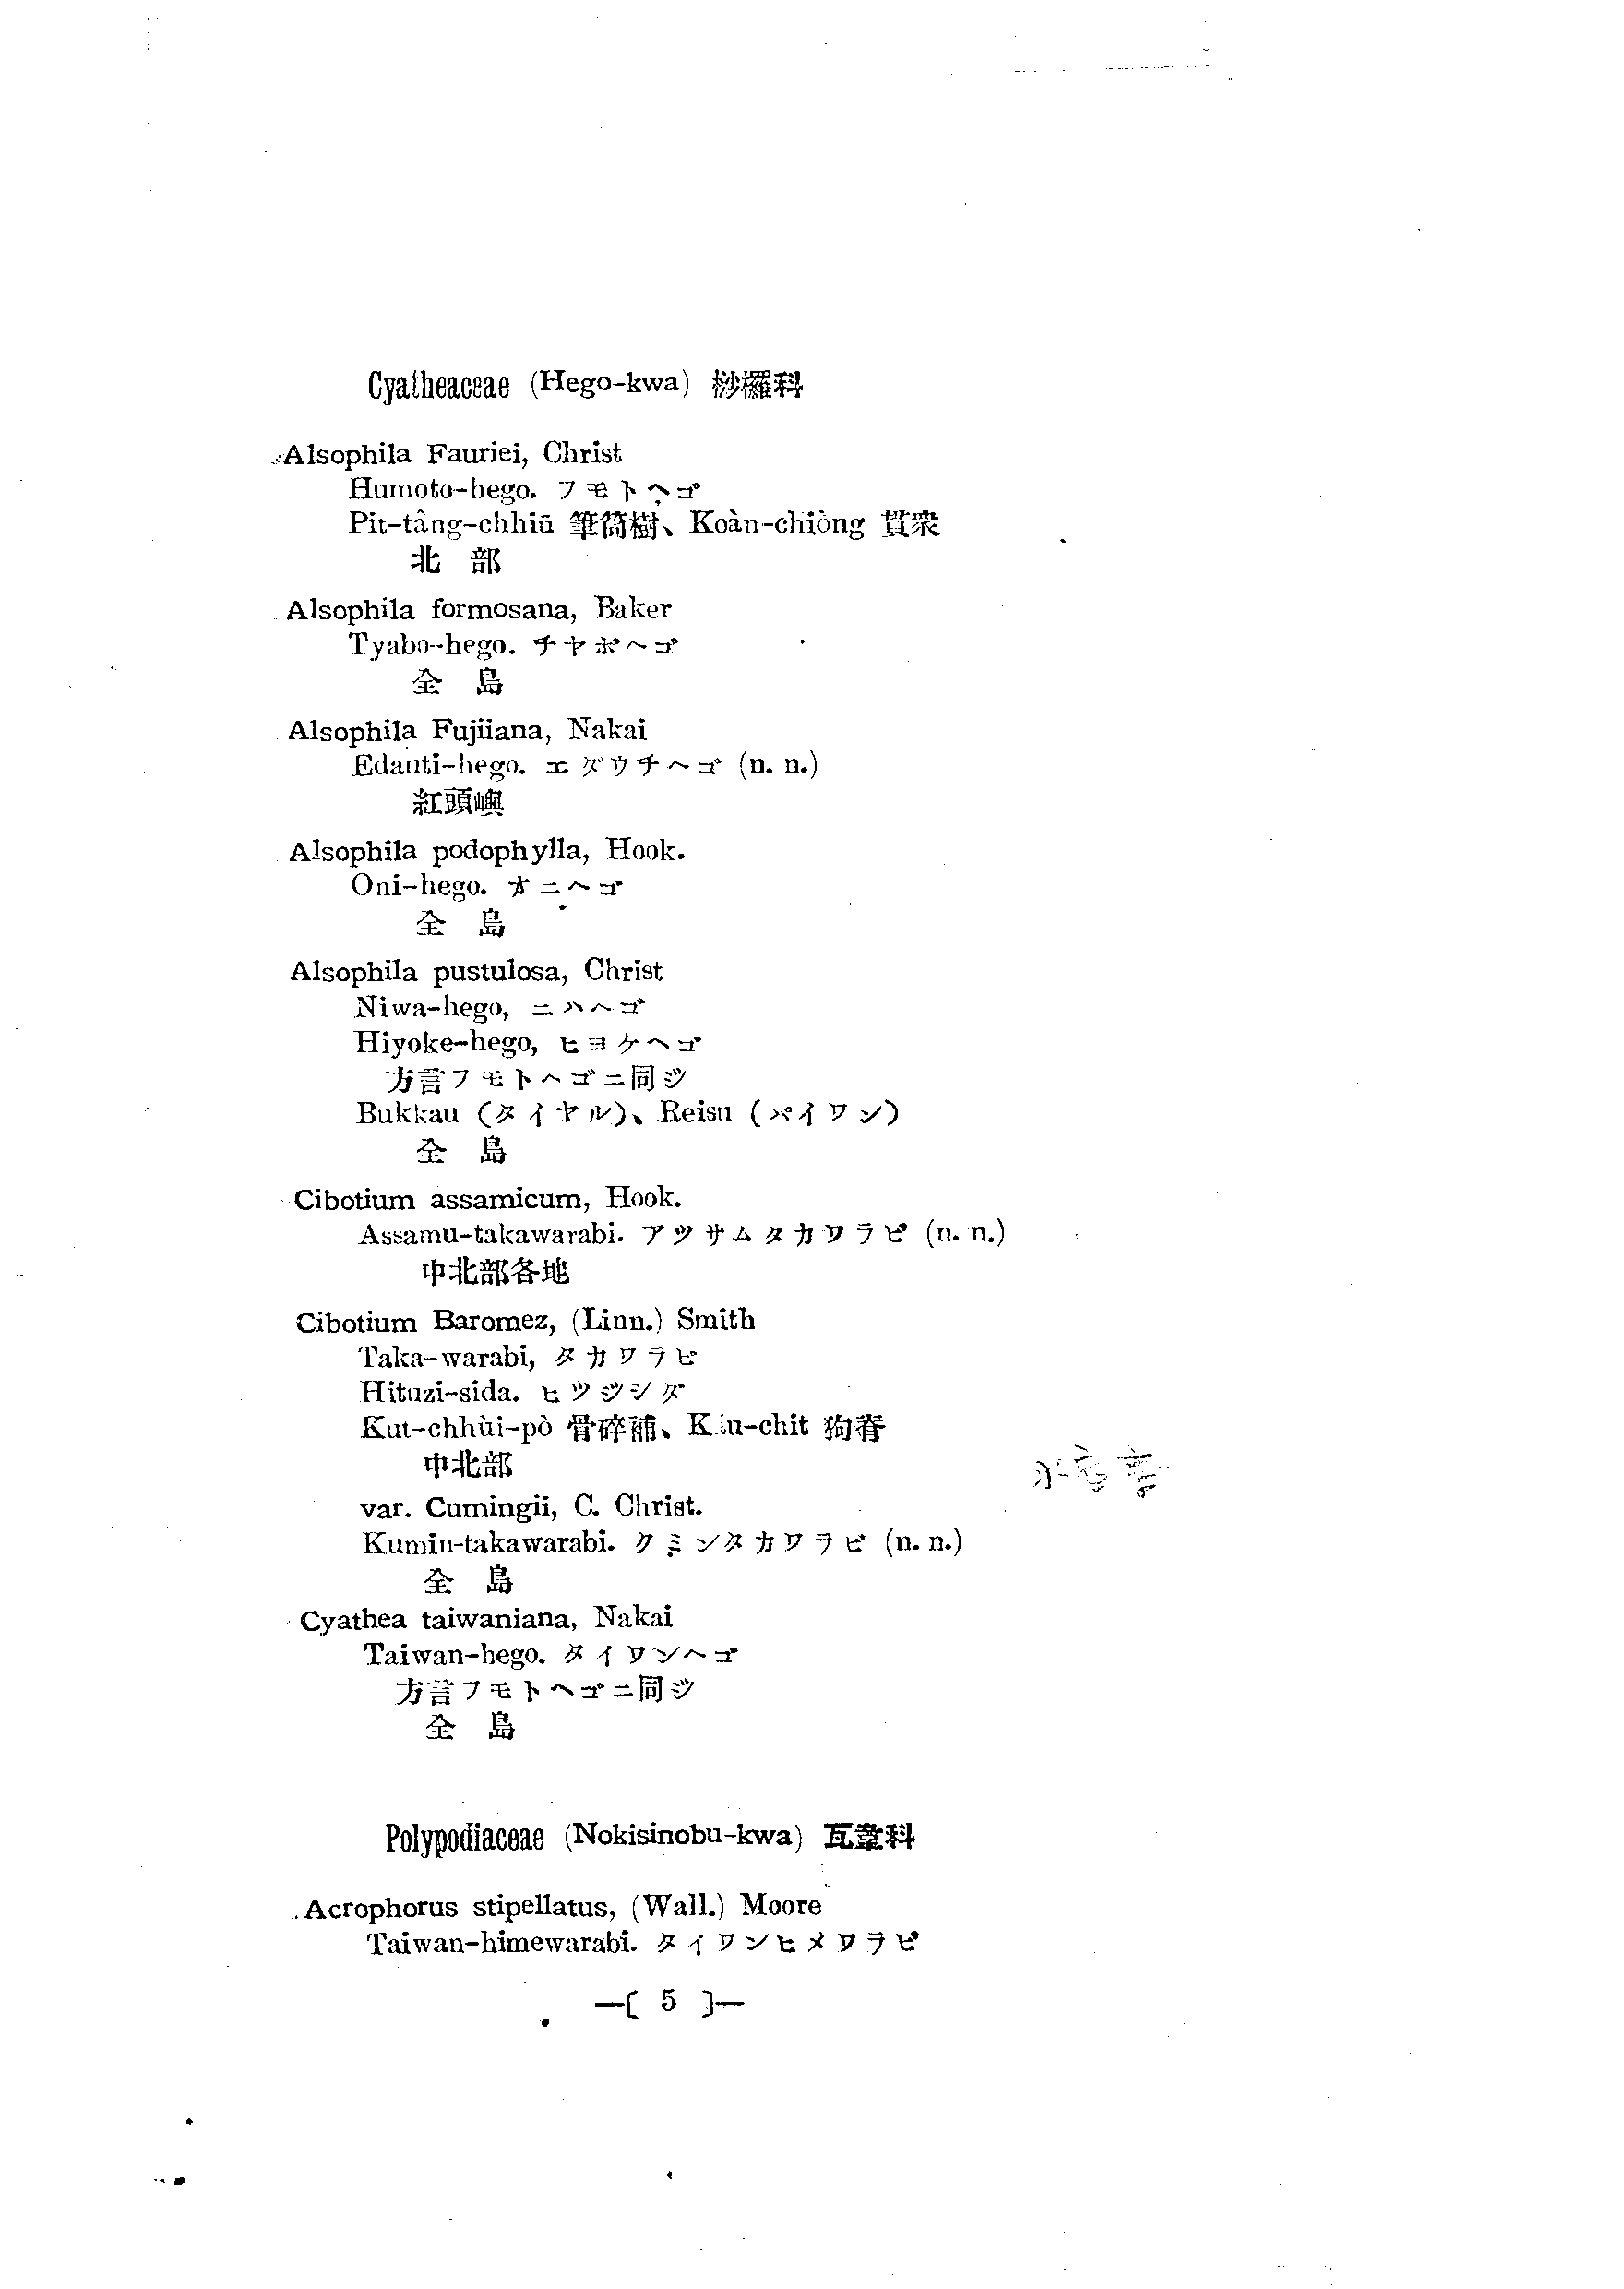 Cyatheaceae (Hego-kwa) 桫欏科
Alsophila Fauriei, Christ
Humoto-hego. フモトヘゴ
Pit-tâng-chhiū 筆筒樹、Koàn-chiòng 貫衆
北 部
Alsophila formosana, Baker
Tyabo-hego. チヤボヘゴ
全 島
Alsophila Fujiiana, Nakai
Edauti-hego. エダウチヘゴ (n. n.)
紅頭嶼
Alsophila podophylla, Hook.
Oni-hego. オニヘゴ
全 島
Alsophila pustulosa, Christ
Niwa-hego, ニハヘゴ
Hiyoke-hego, ヒヨケヘゴ
方言フモトヘゴニ同ジ
Bukkau (タイヤル)、Reisu (パイワン)
全 島
Cibotium assamicum, Hook.
Assamu-takawarabi. アツサムタカワラビ (n. n.)
中北部各地
Cibotium Baromez, (Linn.) Smith
Taka-warabi, タカワラビ
Hituzi-sida. ヒツジシダ
Kut-chhùi-pò 骨碎補、Káu-chit 狗脊
中北部
var. Cumingii, C. Christ.
Kumin-takawarabi. クミンタカワラビ (n. n.)
全 島
Cyathea taiwaniana, Nakai
Taiwan-hego. タイワンヘゴ
方言フモトヘゴニ同ジ
全 島
Polypodiaceae (Nokisinobu-kwa) 瓦葦科
Acrophorus stipellatus, (Wall.) Moore
Taiwan-himewarabi. タイワンヒメワラビ
—[ 5 ]—